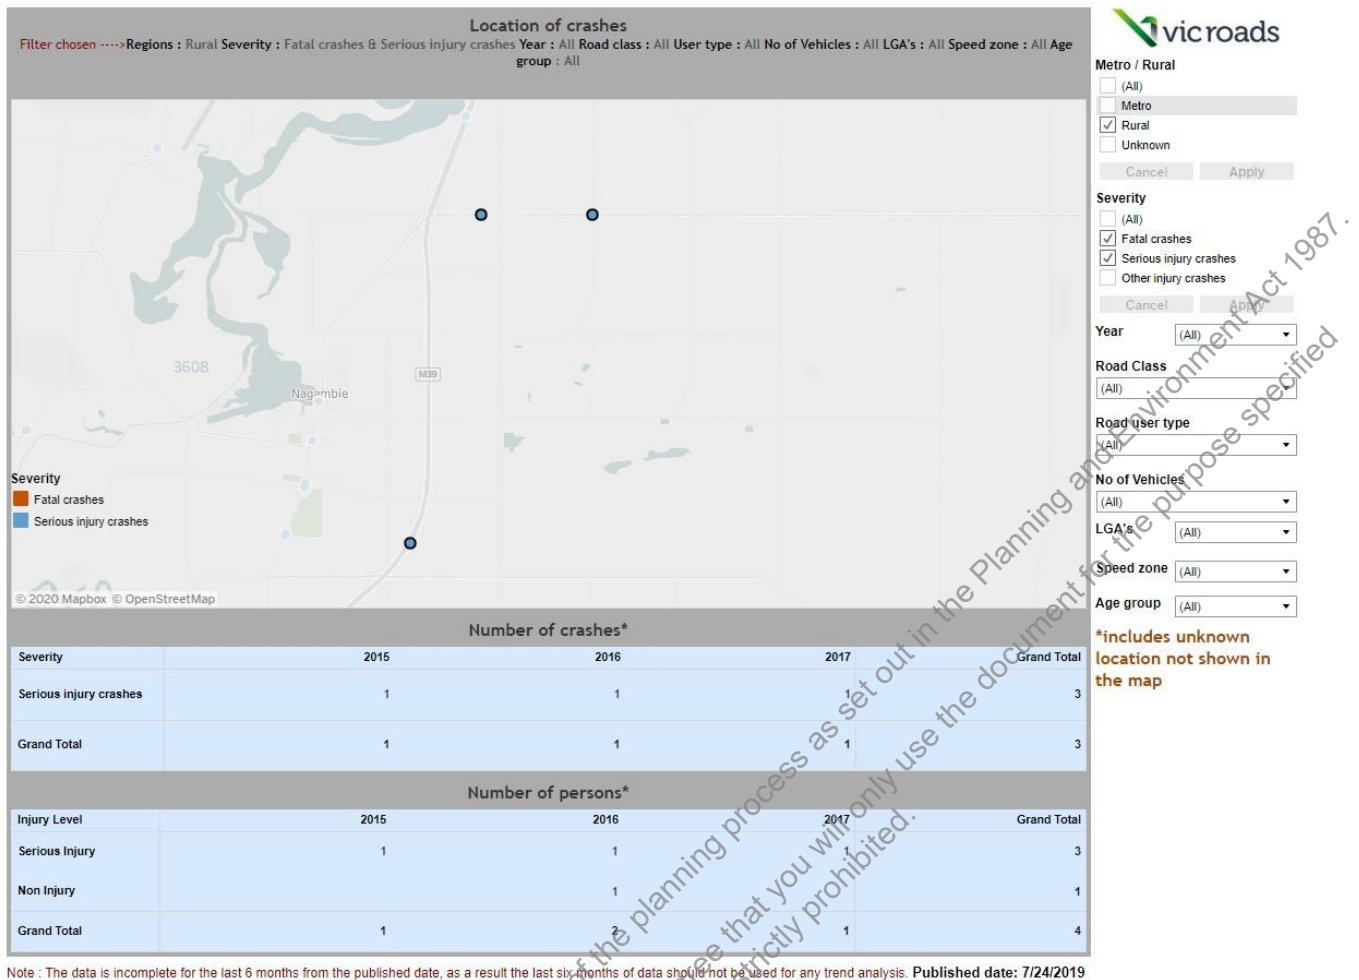 Location of crashes
Filter chosen ---->Regions : Rural Severity : Fatal crashes & Serious injury crashes Year : All Road class : All User type : All No of Vehicles : All LGA's : All Speed zone : All Age
group : All
3608
Nagambie
M39
Severity
Fatal crashes
Serious injury crashes
© 2020 Mapbox © OpenStreetMap
Number of crashes*
Severity 2015 2016 2017 Grand Total
Serious injury crashes 1 1 1 3
Grand Total 1 1 1 3
Number of persons*
Injury Level 2015 2016 2017 Grand Total
Serious Injury 1 1 1 3
Non Injury 1 1
Grand Total 1 2 1 4
Note : The data is incomplete for the last 6 months from the published date, as a result the last six months of data should not be used for any trend analysis. Published date: 7/24/2019
vicroads
Metro / Rural
(All)
Metro
Rural
Unknown
Cancel Apply
Severity
(All)
Fatal crashes
Serious injury crashes
Other injury crashes
Cancel Apply
Year (All)
Road Class
(All)
Road user type
(All)
No of Vehicles
(All)
LGA's (All)
Speed zone (All)
Age group (All)
*includes unknown
location not shown in
the map
of the planning process as set out in the Planning and Environment Act 1987.
that you will only use the document for the purpose specified
strictly prohibited.